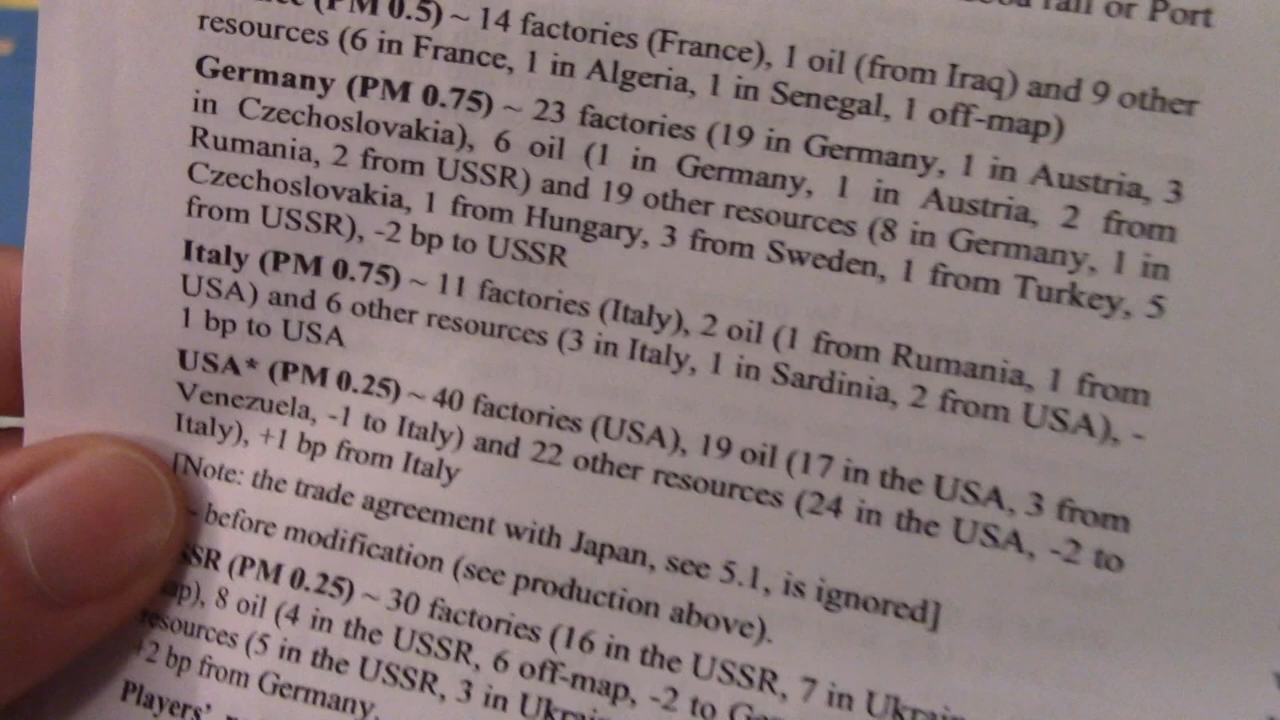 rail or Port
(PM 0.5) ~ 14 factories (France), 1 oil (from Iraq) and 9 other
resources (6 in France, 1 in Algeria, 1 in Senegal, 1 off-map)
Germany (PM 0.75) ~ 23 factories (19 in Germany, 1 in Austria, 3
in Czechoslovakia), 6 oil (1 in Germany, 1 in Austria, 2 from
Rumania, 2 from USSR) and 19 other resources (8 in Germany, 1 in
Czechoslovakia, 1 from Hungary, 3 from Sweden, 1 from Turkey, 5
from USSR), -2 bp to USSR
Italy (PM 0.75) ~ 11 factories (Italy), 2 oil (1 from Rumania, 1 from
USA) and 6 other resources (3 in Italy, 1 in Sardinia, 2 from USA), -
1 bp to USA
USA* (PM 0.25) ~ 40 factories (USA), 19 oil (17 in the USA, 3 from
Venezuela, -1 to Italy) and 22 other resources (24 in the USA, -2 to
Italy), +1 bp from Italy
[Note: the trade agreement with Japan, see 5.1, is ignored]
~ before modification (see production above).
SSR (PM 0.25) ~ 30 factories (16 in the USSR, 7 in Ukrain
ap), 8 oil (4 in the USSR, 6 off-map, -2 to Ge
resources (5 in the USSR, 3 in Ukrain
+2 bp from Germany.
Players'